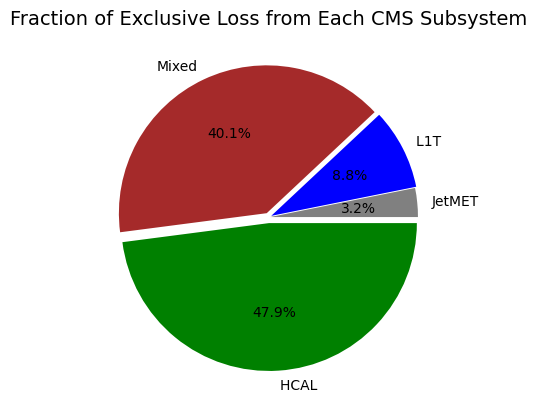 Fraction of Exclusive Loss from Each CMS Subsystem
Mixed
40.1%
L1T
8.8%
JetMET
3.2%
47.9%
HCAL